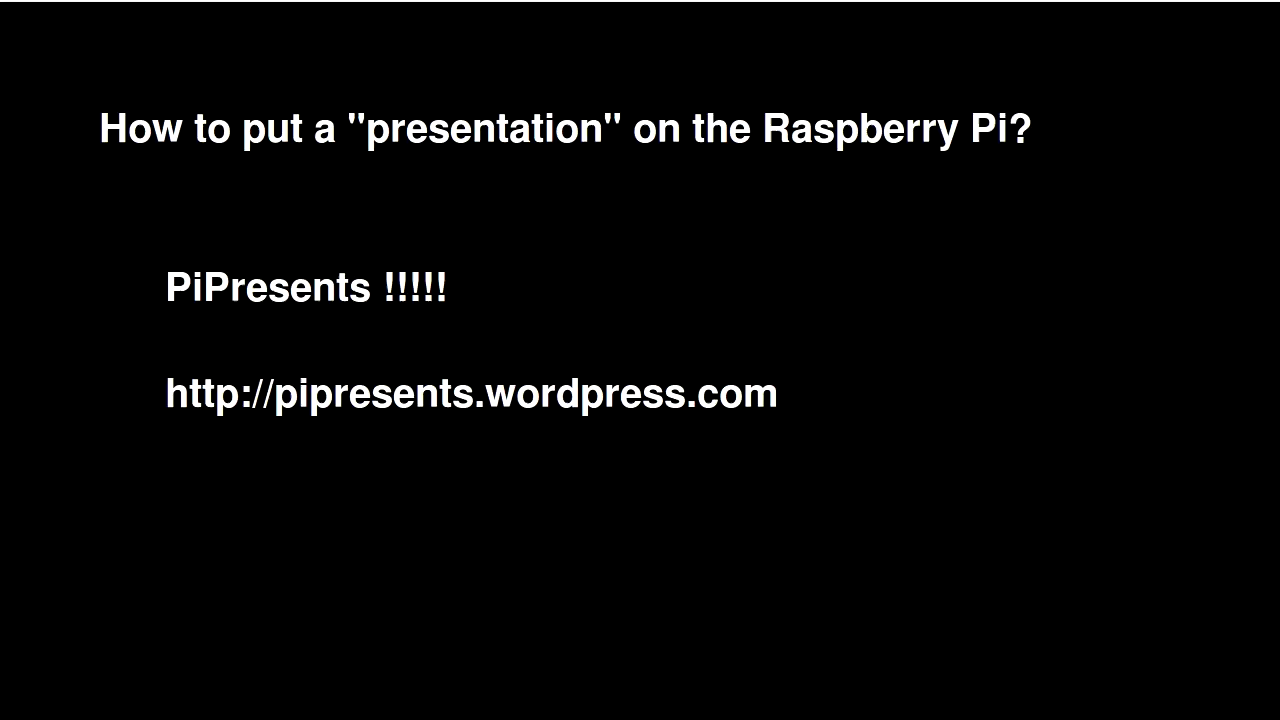 How to put a "presentation" on the Raspberry Pi?
PiPresents !!!!!
http://pipresents.wordpress.com